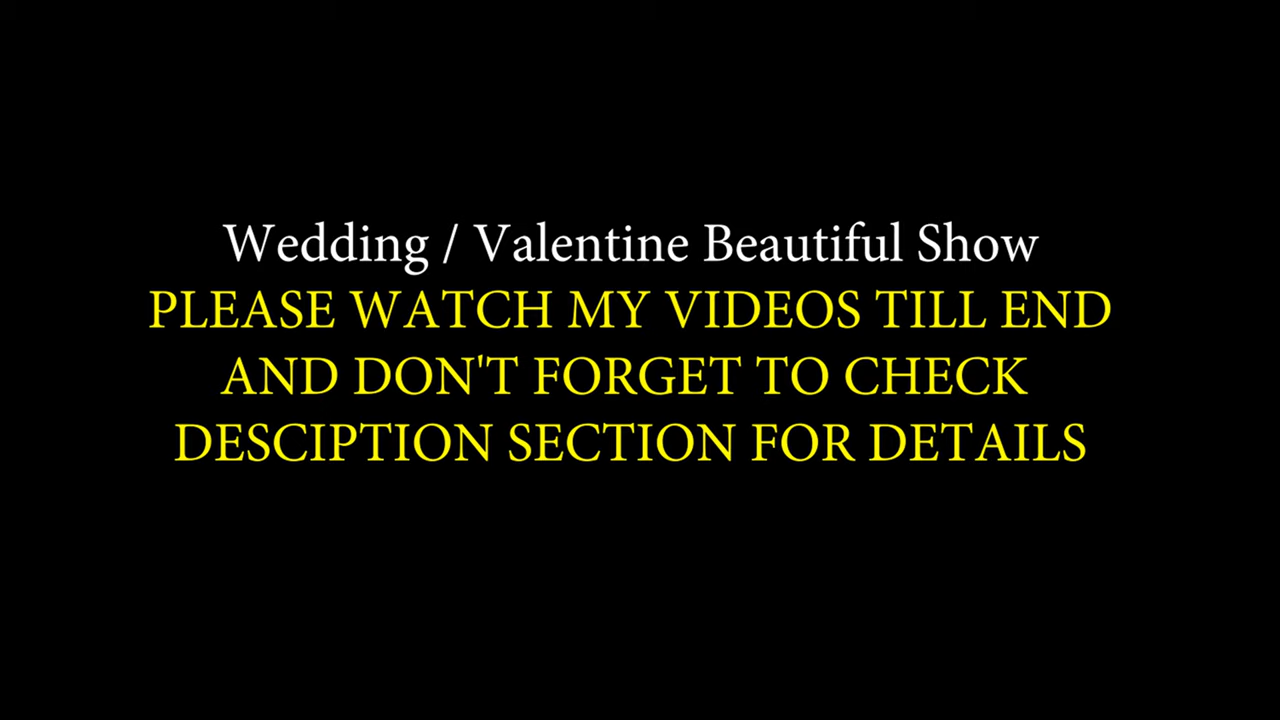 Wedding / Valentine Beautiful Show
PLEASE WATCH MY VIDEOS TILL END
AND DON'T FORGET TO CHECK
DESCIPTION SECTION FOR DETAILS